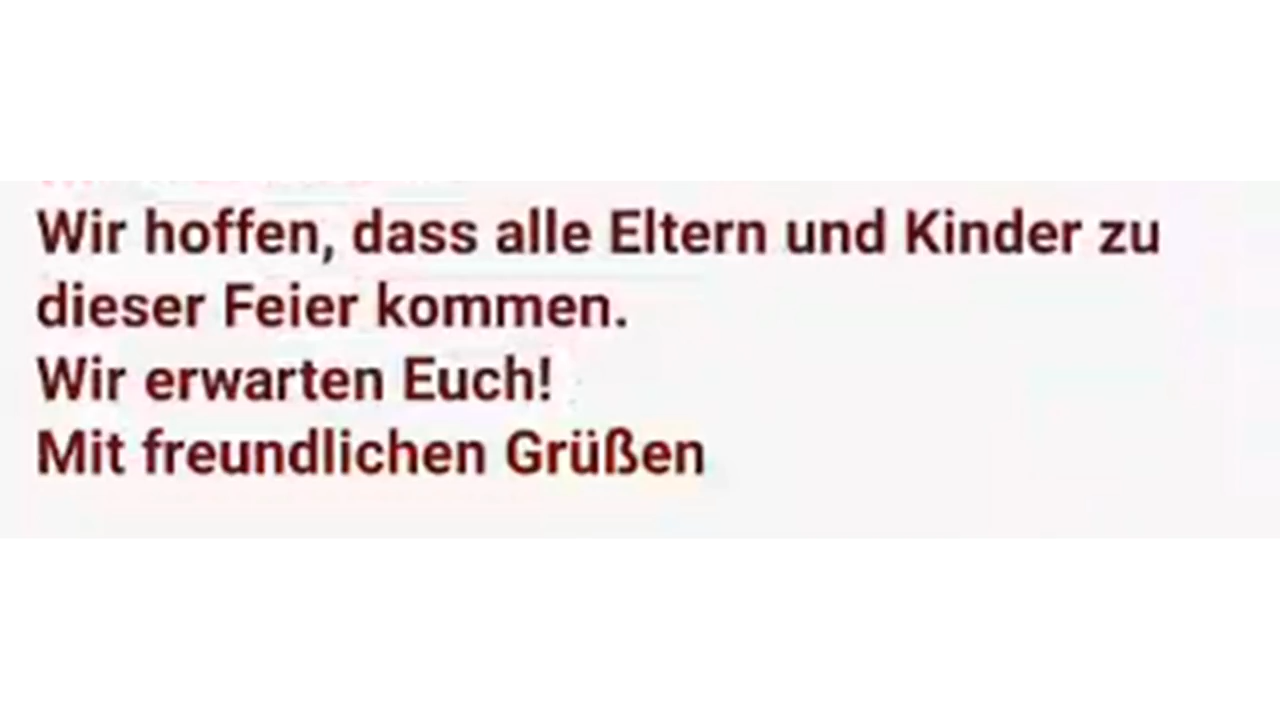 Wir hoffen, dass alle Eltern und Kinder zu
dieser Feier kommen.
Wir erwarten Euch!
Mit freundlichen Grüßen